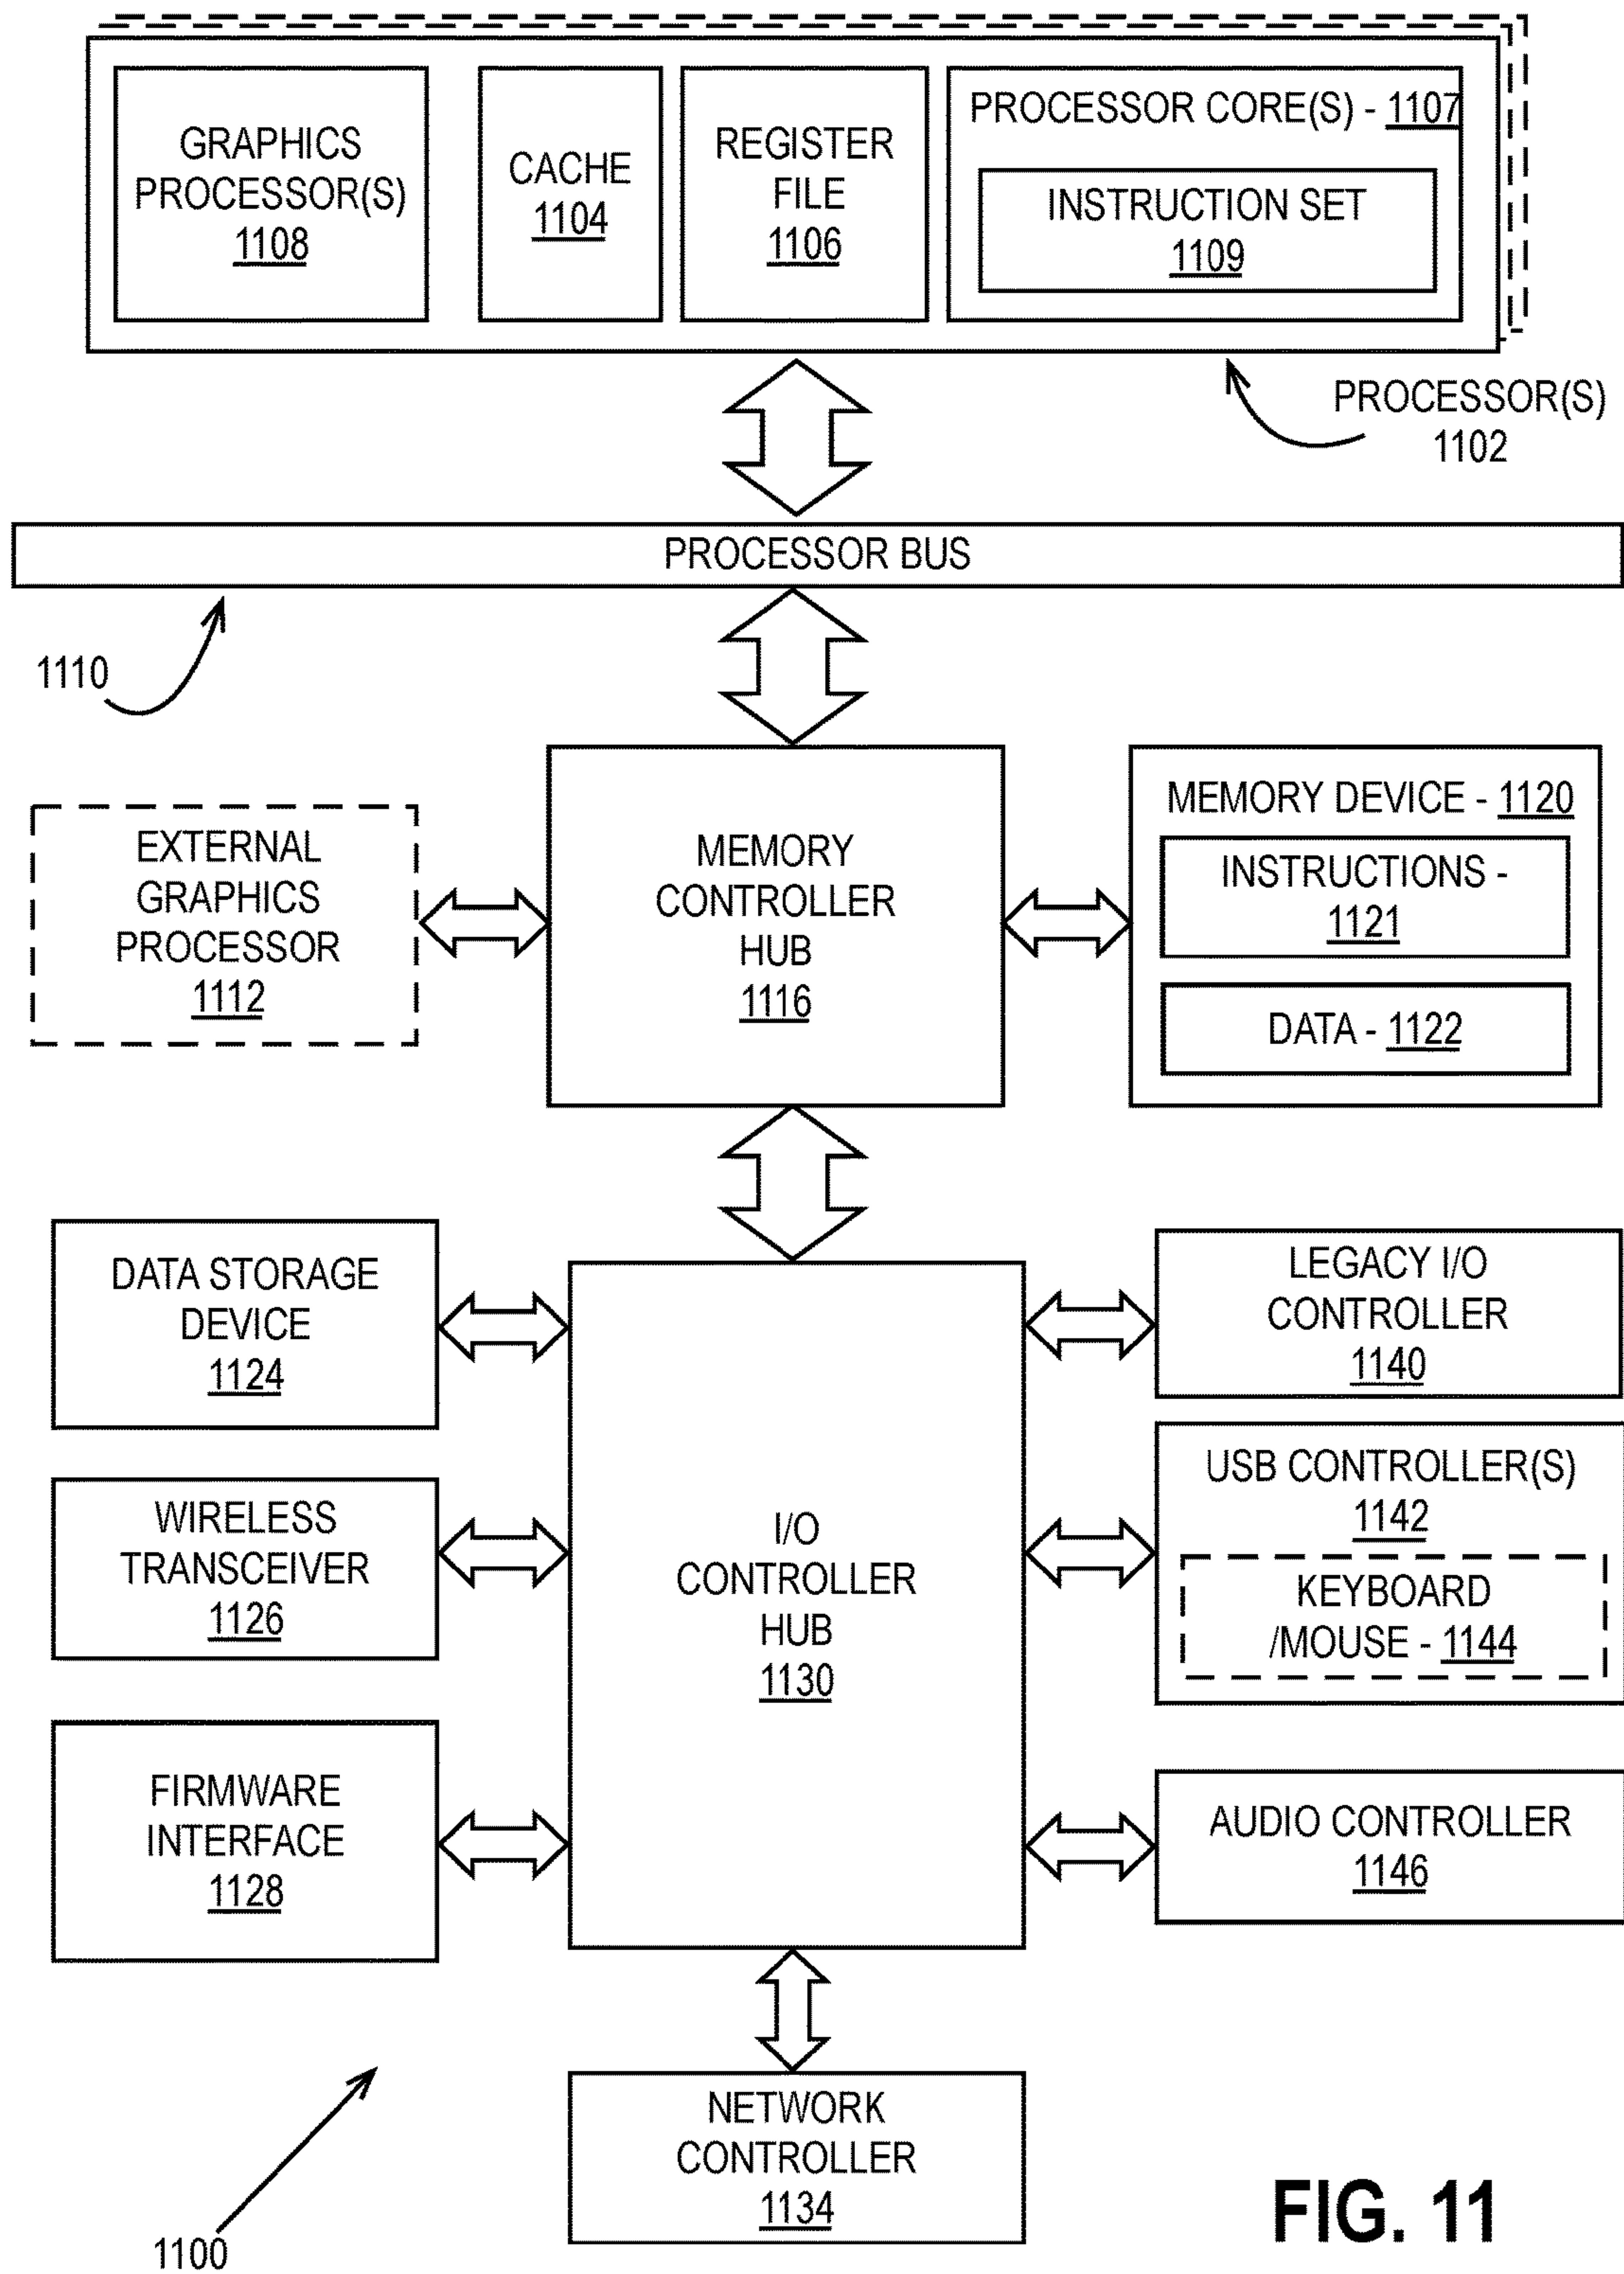 GRAPHICS
PROCESSOR(S)
1108
CACHE
1104
REGISTER
FILE
1106
PROCESSOR CORE(S) - 1107
INSTRUCTION SET
1109
PROCESSOR(S)
1102
PROCESSOR BUS
1110
EXTERNAL
GRAPHICS
PROCESSOR
1112
MEMORY
CONTROLLER
HUB
1116
MEMORY DEVICE - 1120
INSTRUCTIONS -
1121
DATA - 1122
DATA STORAGE
DEVICE
1124
WIRELESS
TRANSCEIVER
1126
FIRMWARE
INTERFACE
1128
I/O
CONTROLLER
HUB
1130
LEGACY I/O
CONTROLLER
1140
USB CONTROLLER(S)
1142
KEYBOARD
/MOUSE - 1144
AUDIO CONTROLLER
1146
NETWORK
CONTROLLER
1134
1100
FIG. 11